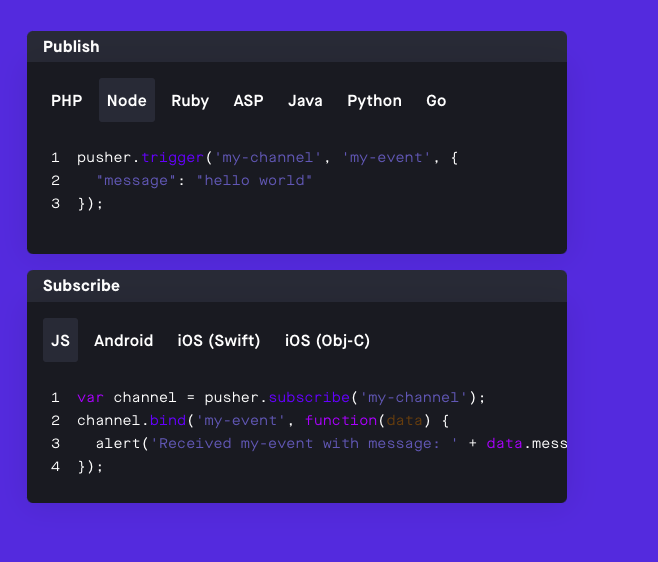 Publish
PHP Node Ruby ASP Java Python Go
1 pusher.trigger('my-channel', 'my-event', {
2   "message": "hello world"
3 });
Subscribe
JS Android iOS (Swift) iOS (Obj-C)
1 var channel = pusher.subscribe('my-channel');
2 channel.bind('my-event', function(data) {
3   alert('Received my-event with message: ' + data.mess
4 });